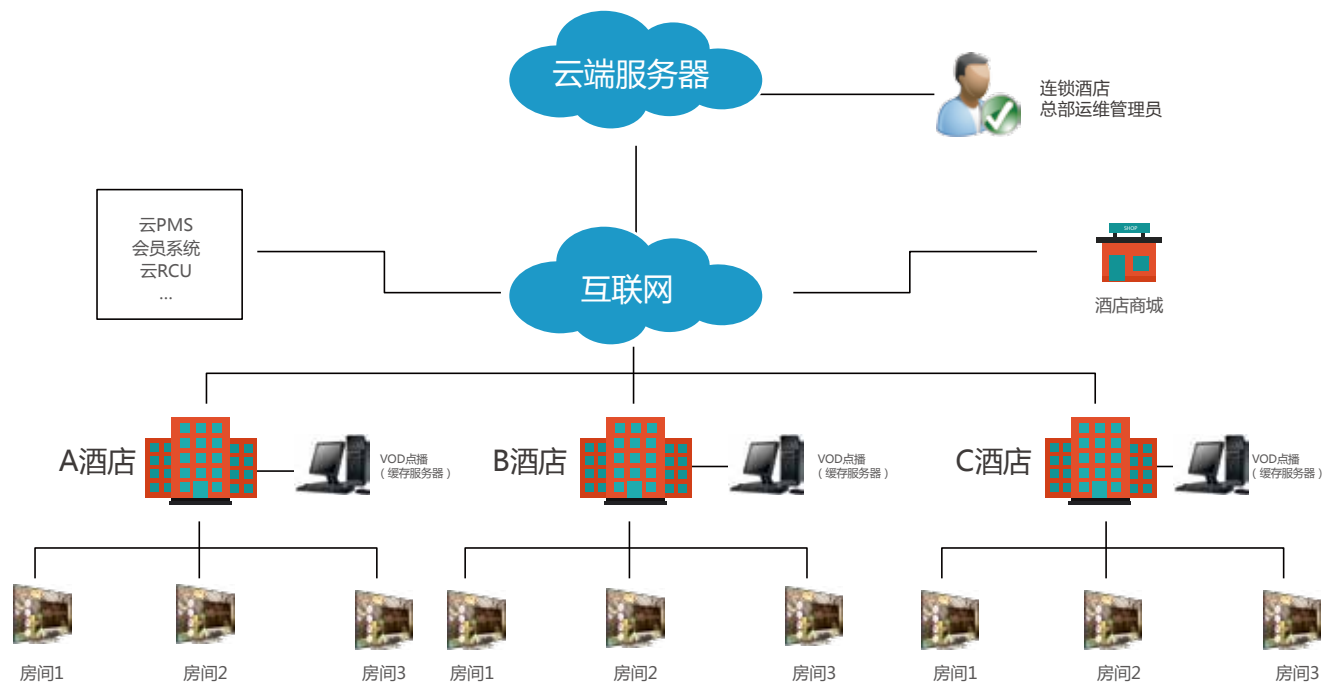 云端服务器
连锁酒店
总部运维管理员
云PMS
会员系统
云RCU
...
互联网
SHOP
酒店商城
A酒店
VOD点播
（缓存服务器）
B酒店
VOD点播
（缓存服务器）
C酒店
VOD点播
（缓存服务器）
房间1
房间2
房间3
房间1
房间2
房间3
房间1
房间2
房间3